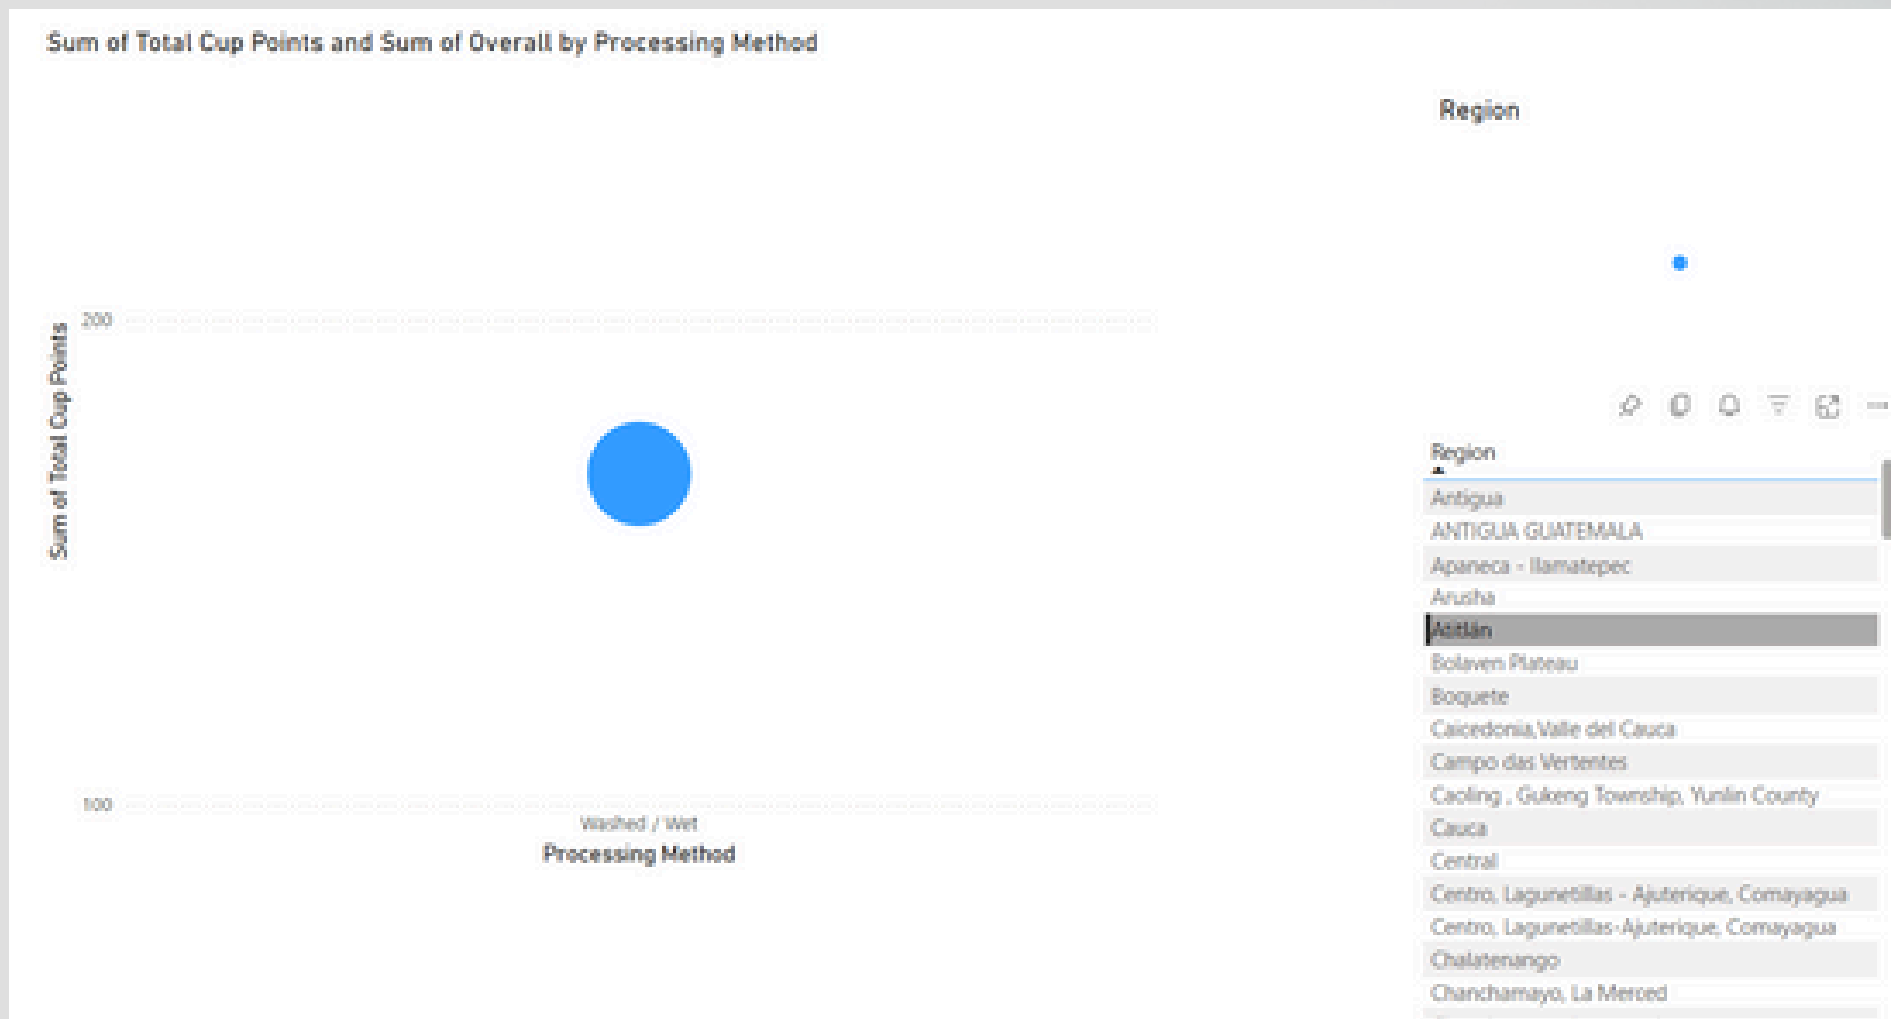 Sum of Total Cup Points and Sum of Overall by Processing Method
Region
200
Sum of Total Cup Points
100
Washed / Wet
Processing Method
Region
Antigua
ANTIGUA GUATEMALA
Apaneca - Ilamatepec
Arusha
Atitlán
Bolaven Plateau
Boquete
Caicedonia,Valle del Cauca
Campo das Vertentes
Caoling , Gukeng Township, Yunlin County
Cauca
Central
Centro, Lagunetillas - Ajuterique, Comayagua
Centro, Lagunetillas-Ajuterique, Comayagua
Chalatenango
Chanchamayo, La Merced